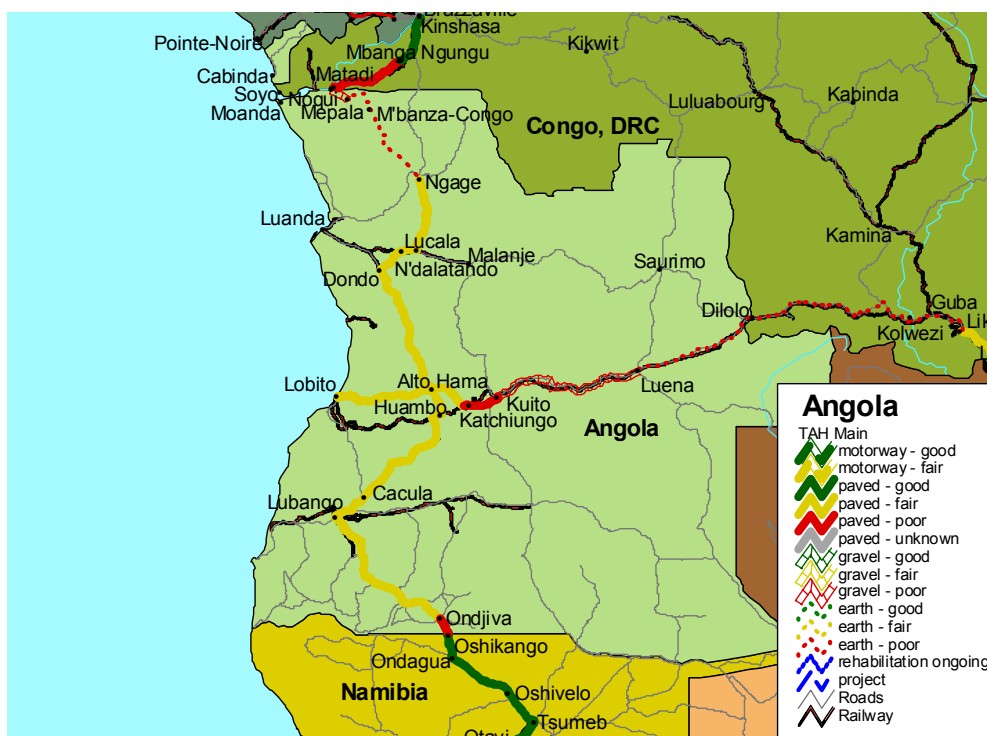 Brazzaville
Kinshasa
Pointe-Noire
Kikwit
Mbanga Ngungu
Cabinda
Matadi
Soyo
Noqui
Luluabourg
Kabinda
Moanda
Mepala
M'banza-Congo
Congo, DRC
Ngage
Luanda
Kamina
Lucala
Malanje
Saurimo
N'dalatando
Dondo
Dilolo
Guba
Lik
Kolwezi
L
Lobito
Alto Hama
Luena
Kuito
Huambo
Katchiungo
Angola
Cacula
Lubango
Ondjiva
Oshikango
Ondagua
Namibia
Oshivelo
Tsumeb
Otavi
Angola
TAH Main
motorway - good
motorway - fair
paved - good
paved - fair
paved - poor
paved - unknown
gravel - good
gravel - fair
gravel - poor
earth - good
earth - fair
earth - poor
rehabilitation ongoing
project
Roads
Railway